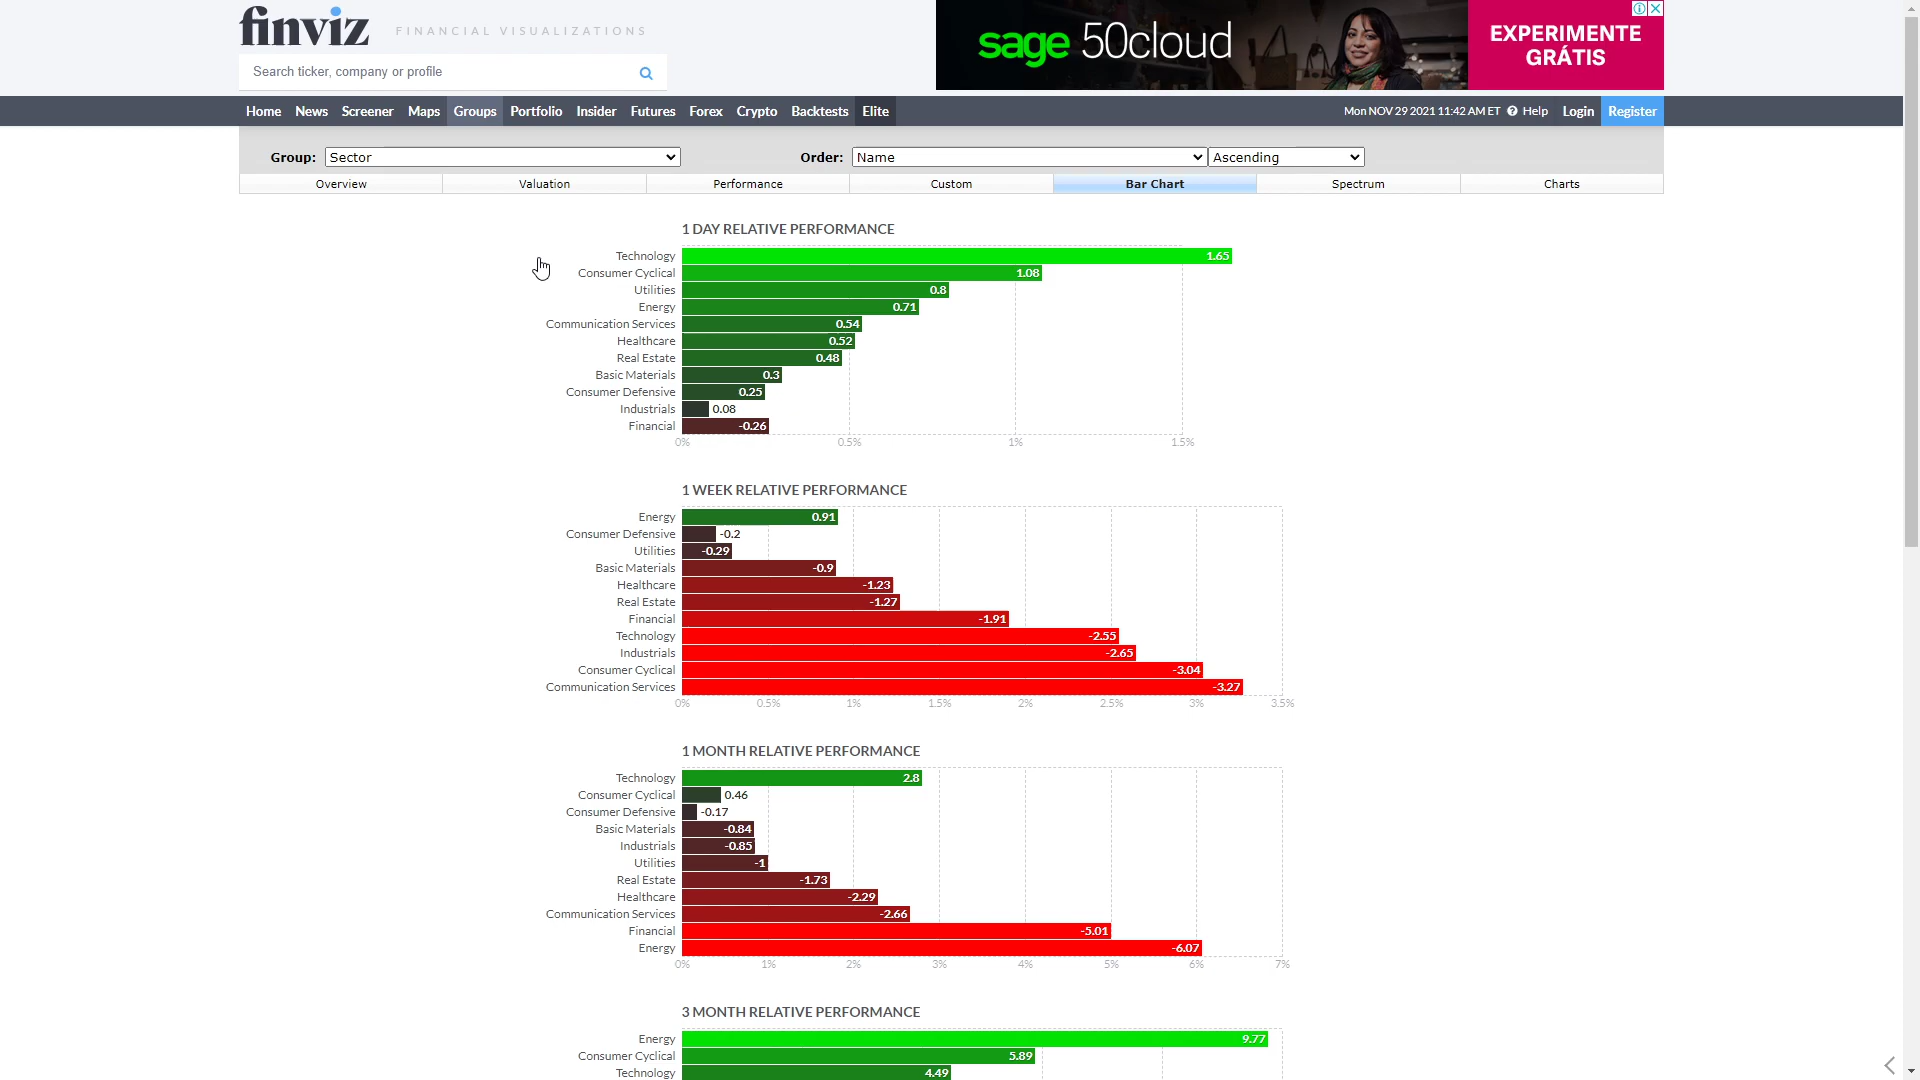 finviz FINANCIAL VISUALIZATIONS
sage 50cloud
EXPERIMENTE
GRÁTIS
Search ticker, company or profile
Home News Screener Maps Groups Portfolio Insider Futures Forex Crypto Backtests Elite Mon NOV 29 2021 11:42 AM ET Help Login Register
Group: Sector Order: Name Ascending
Overview Valuation Performance Custom Bar Chart Spectrum Charts
1 DAY RELATIVE PERFORMANCE
Technology 1.65
Consumer Cyclical 1.08
Utilities 0.8
Energy 0.71
Communication Services 0.54
Healthcare 0.52
Real Estate 0.48
Basic Materials 0.3
Consumer Defensive 0.25
Industrials 0.08
Financial -0.26
0% 0.5% 1% 1.5%
1 WEEK RELATIVE PERFORMANCE
Energy 0.91
Consumer Defensive -0.2
Utilities -0.29
Basic Materials -0.9
Healthcare -1.23
Real Estate -1.27
Financial -1.91
Technology -2.55
Industrials -2.65
Consumer Cyclical -3.04
Communication Services -3.27
0% 0.5% 1% 1.5% 2% 2.5% 3% 3.5%
1 MONTH RELATIVE PERFORMANCE
Technology 2.8
Consumer Cyclical 0.46
Consumer Defensive -0.17
Basic Materials -0.84
Industrials -0.85
Utilities -1
Real Estate -1.73
Healthcare -2.29
Communication Services -2.66
Financial -5.01
Energy -6.07
0% 1% 2% 3% 4% 5% 6% 7%
3 MONTH RELATIVE PERFORMANCE
Energy 9.77
Consumer Cyclical 5.89
Technology 4.49